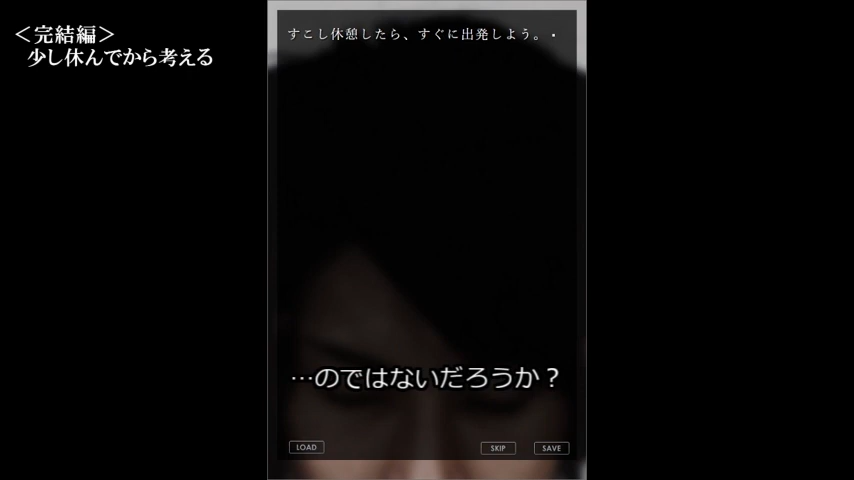 ＜完結編＞
少し休んでから考える
すこし休憩したら、すぐに出発しよう。
…のではないだろうか？
LOAD
SKIP
SAVE